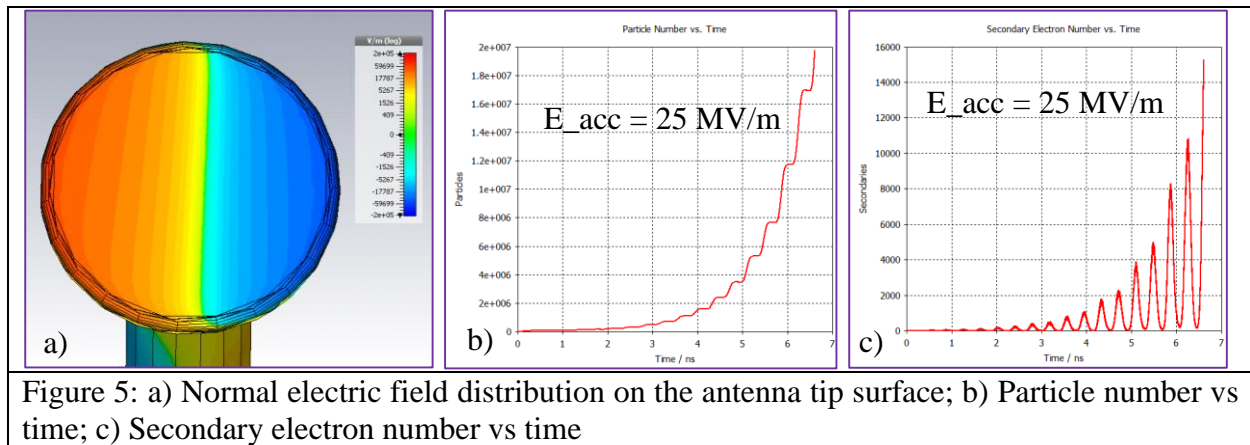 V/m (log)
2e+05
59699
17787
5267
1526
409
0
-409
-1526
-5267
-17787
-59699
-2e+05
a)
Particle Number vs. Time
2e+007
1.8e+007
1.6e+007
1.4e+007
1.2e+007
1e+007
8e+006
6e+006
4e+006
2e+006
0
Particles
E_acc = 25 MV/m
0 1 2 3 4 5 6 7
Time / ns
b)
Secondary Electron Number vs. Time
16000
14000
12000
10000
8000
6000
4000
2000
0
Secondaries
E_acc = 25 MV/m
0 1 2 3 4 5 6 7
Time / ns
c)
Figure 5: a) Normal electric field distribution on the antenna tip surface; b) Particle number vs
time; c) Secondary electron number vs time